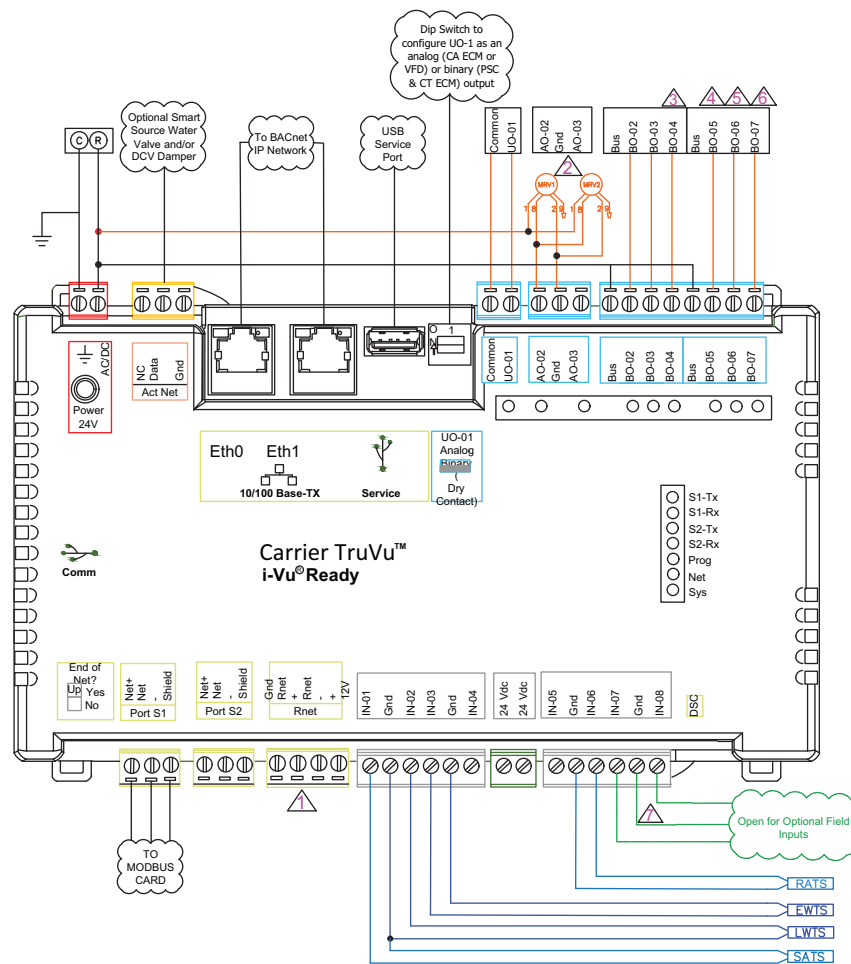 Dip Switch to
configure UO-1 as an
analog (CA ECM or
VFD) or binary (PSC
& CT ECM) output
Optional Smart
Source Water
Valve and/or
DCV Damper
To BACnet
IP Network
USB
Service
Port
C R
Common
UO-01
AO-02
Gnd
AO-03
Bus
BO-02
BO-03
BO-04
Bus
BO-05
BO-06
BO-07
2
3
4
5
6
MRV1
MRV2
1 8 2 9
1 8 2 9
AC/DC
Power
24V
NC
Data
Gnd
Act Net
O
N
1
Common
UO-01
AO-02
Gnd
AO-03
Bus
BO-02
BO-03
BO-04
Bus
BO-05
BO-06
BO-07
Eth0 Eth1
10/100 Base-TX
Service
UO-01
Analog
Binary
(
Dry
Contact)
S1-Tx
S1-Rx
S2-Tx
S2-Rx
Prog
Net
Sys
Comm
Carrier TruVu™
i-Vu® Ready
End of
Net?
Up Yes
No
Net+
Net
-
Shield
Port S1
Net+
Net
-
Shield
Port S2
Gnd
Rnet
+
Rnet
-
+
12V
Rnet
IN-01
Gnd
IN-02
IN-03
Gnd
IN-04
24 Vdc
24 Vdc
IN-05
Gnd
IN-06
IN-07
Gnd
IN-08
DSC
1
7
TO
MODBUS
CARD
Open for Optional Field
Inputs
RATS
EWTS
LWTS
SATS